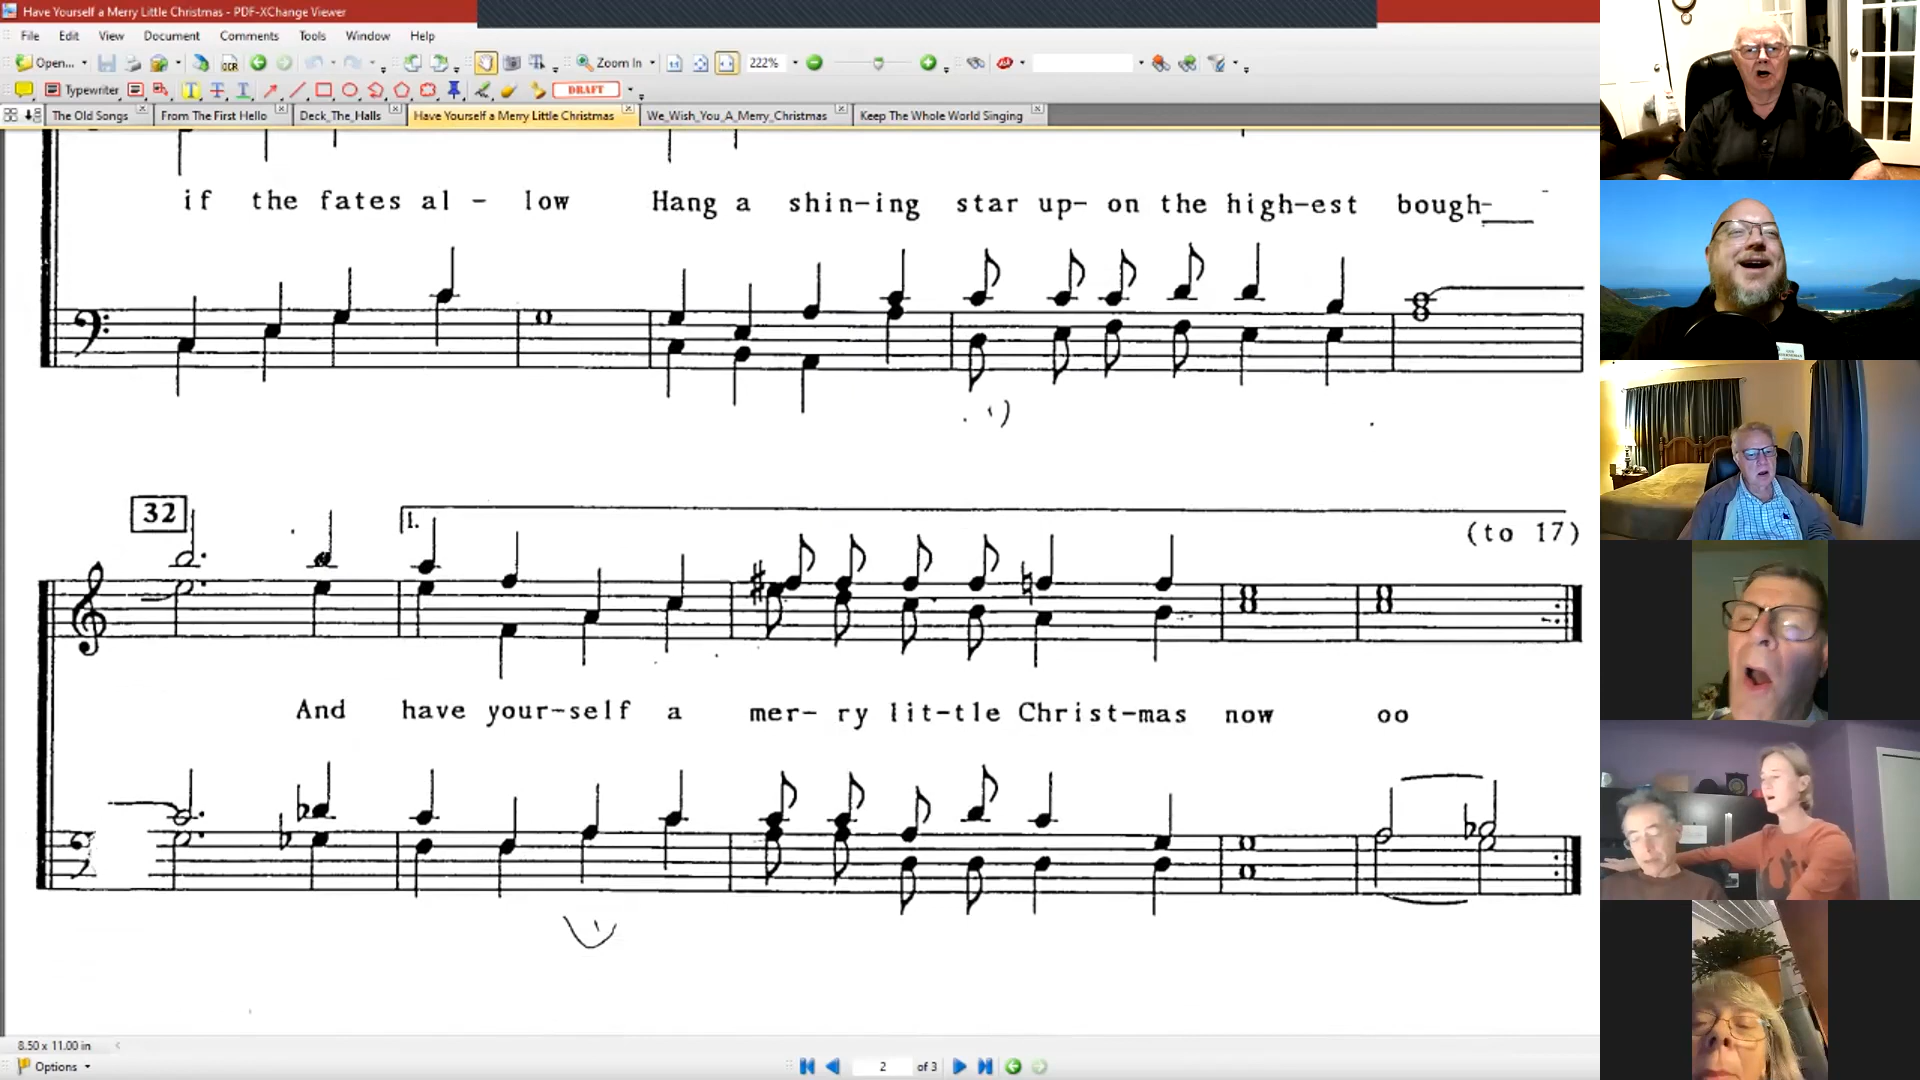 Have Yourself a Merry Little Christmas - PDF-XChange Viewer
File Edit View Document Comments Tools Window Help
Open... OCR Zoom In 222%
Typewriter DRAFT
The Old Songs From The First Hello Deck_The_Halls Have Yourself a Merry Little Christmas We_Wish_You_A_Merry_Christmas Keep The Whole World Singing
if the fates al - low Hang a shin-ing star up- on the high-est bough-
32 1. (to 17)
And have your-self a mer- ry lit-tle Christ-mas now oo
8.50 x 11.00 in
Options 2 of 3